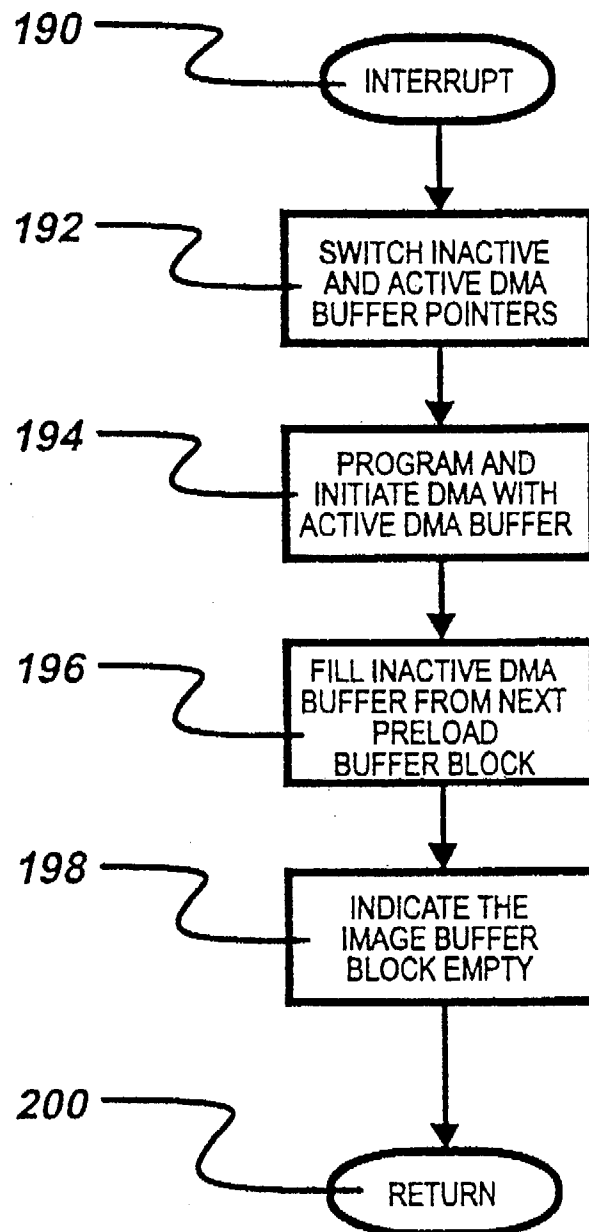 190
INTERRUPT
192
SWITCH INACTIVE
AND ACTIVE DMA
BUFFER POINTERS
194
PROGRAM AND
INITIATE DMA WITH
ACTIVE DMA BUFFER
196
FILL INACTIVE DMA
BUFFER FROM NEXT
PRELOAD
BUFFER BLOCK
198
INDICATE THE
IMAGE BUFFER
BLOCK EMPTY
200
RETURN